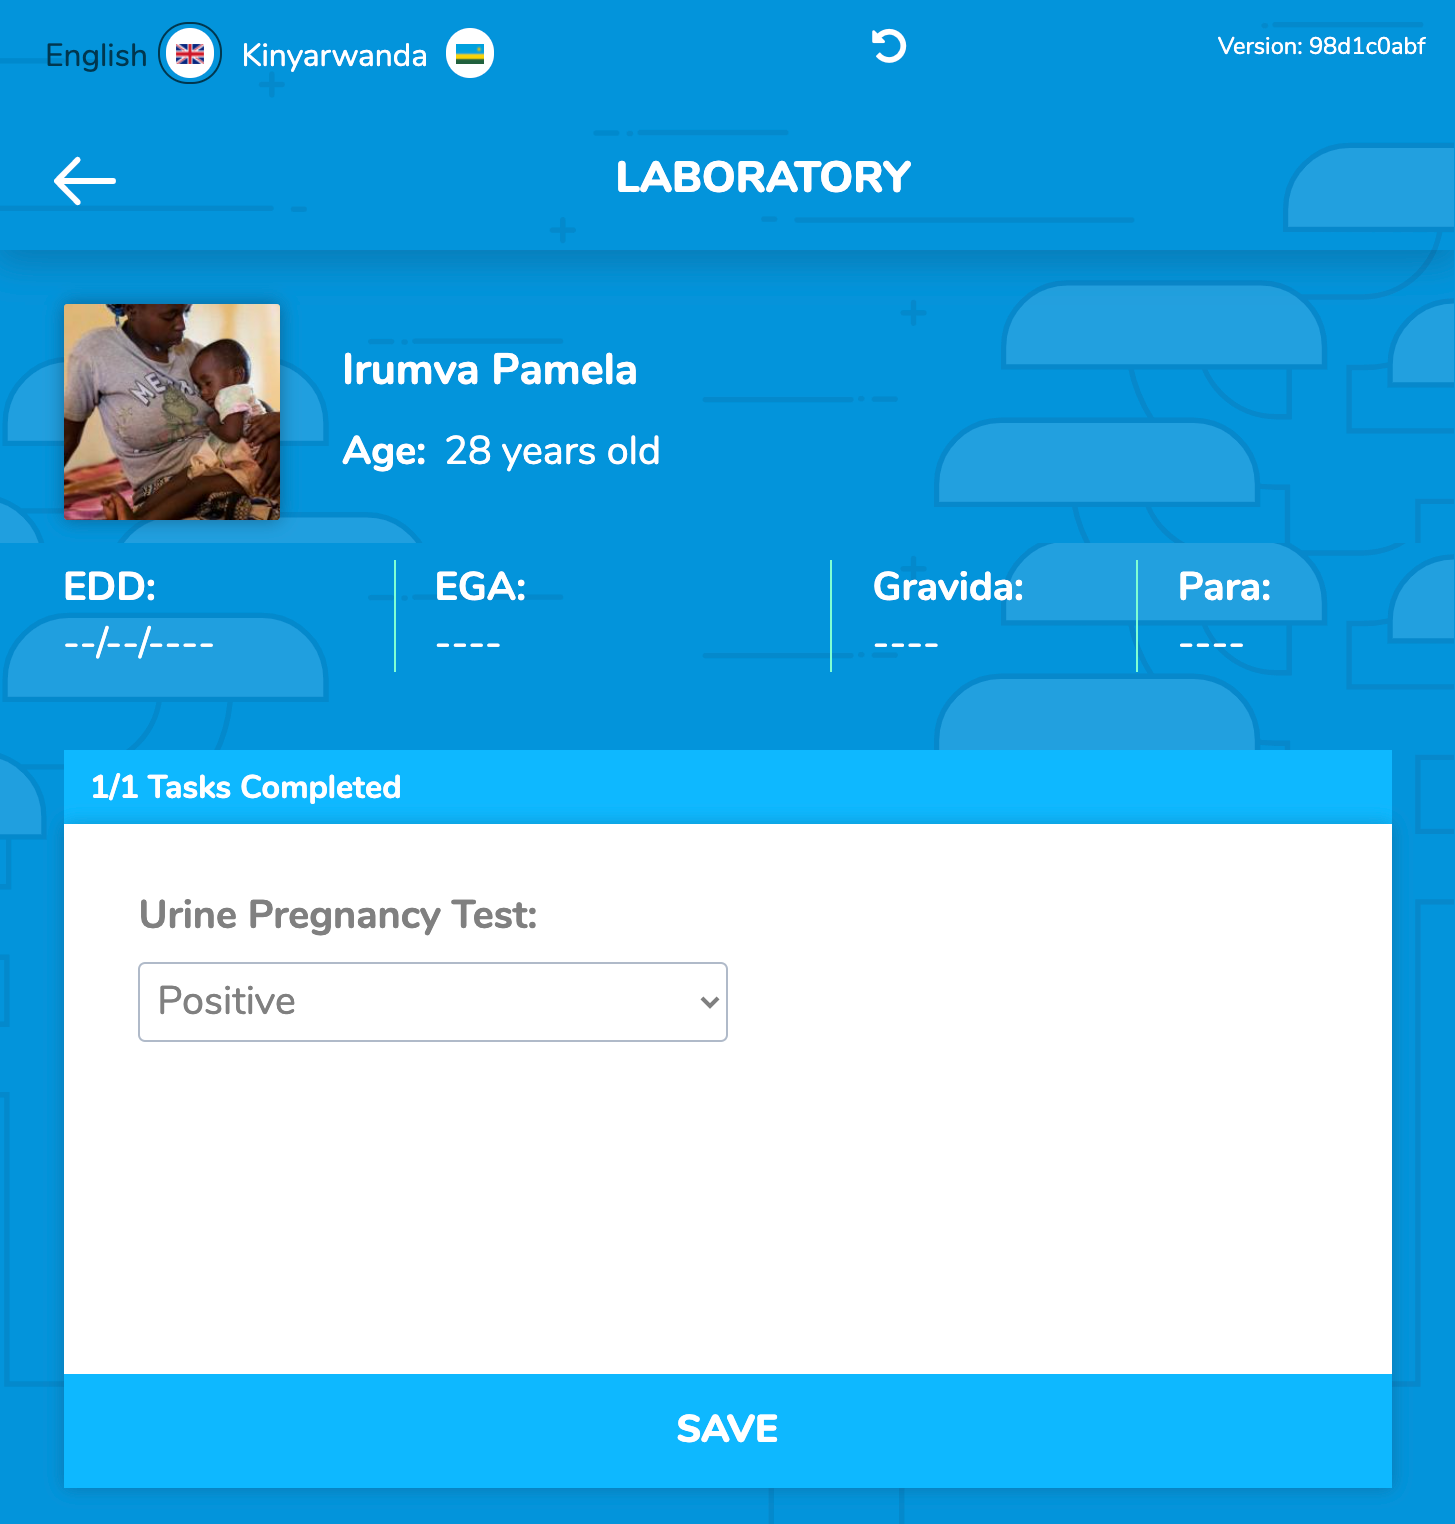 English Kinyarwanda Version: 98d1c0abf
LABORATORY
Irumva Pamela
Age: 28 years old
EDD: EGA: Gravida: Para:
--/--/---- ---- ---- ----
1/1 Tasks Completed
Urine Pregnancy Test:
Positive
SAVE